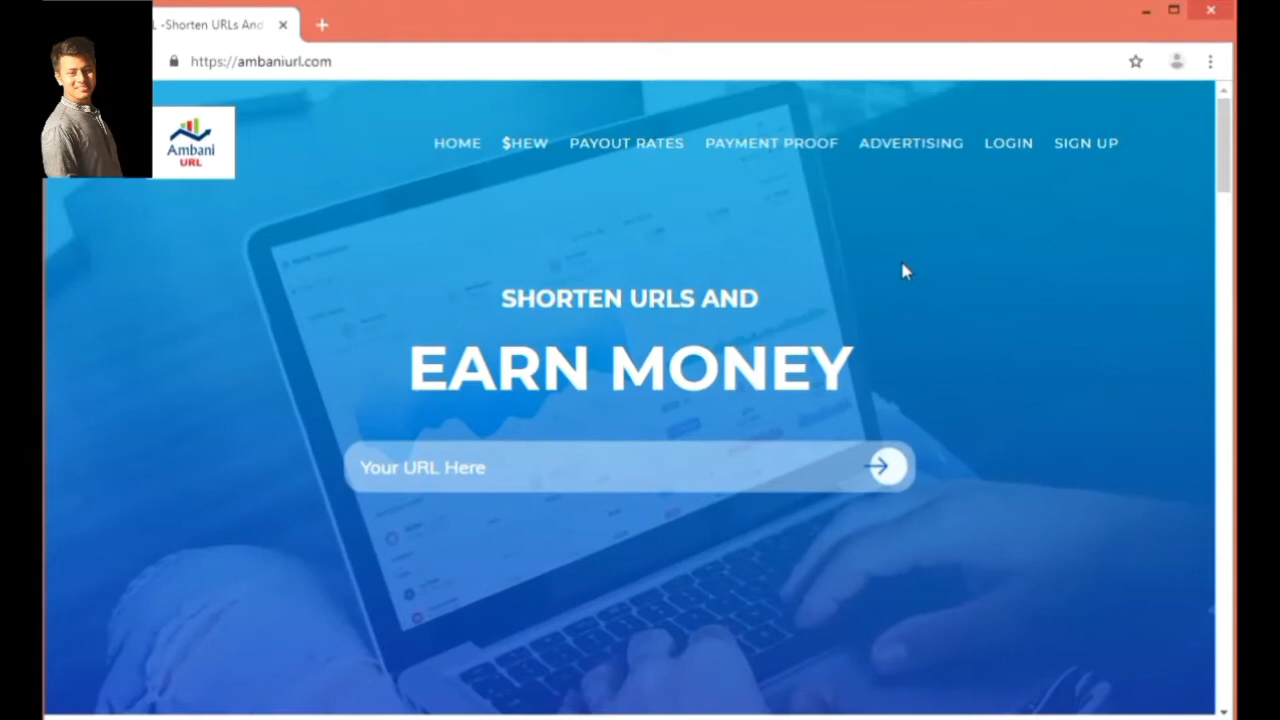 L -Shorten URLs And
https://ambaniurl.com
Ambani
URL
HOME $HEW PAYOUT RATES PAYMENT PROOF ADVERTISING LOGIN SIGN UP
SHORTEN URLS AND
EARN MONEY
Your URL Here